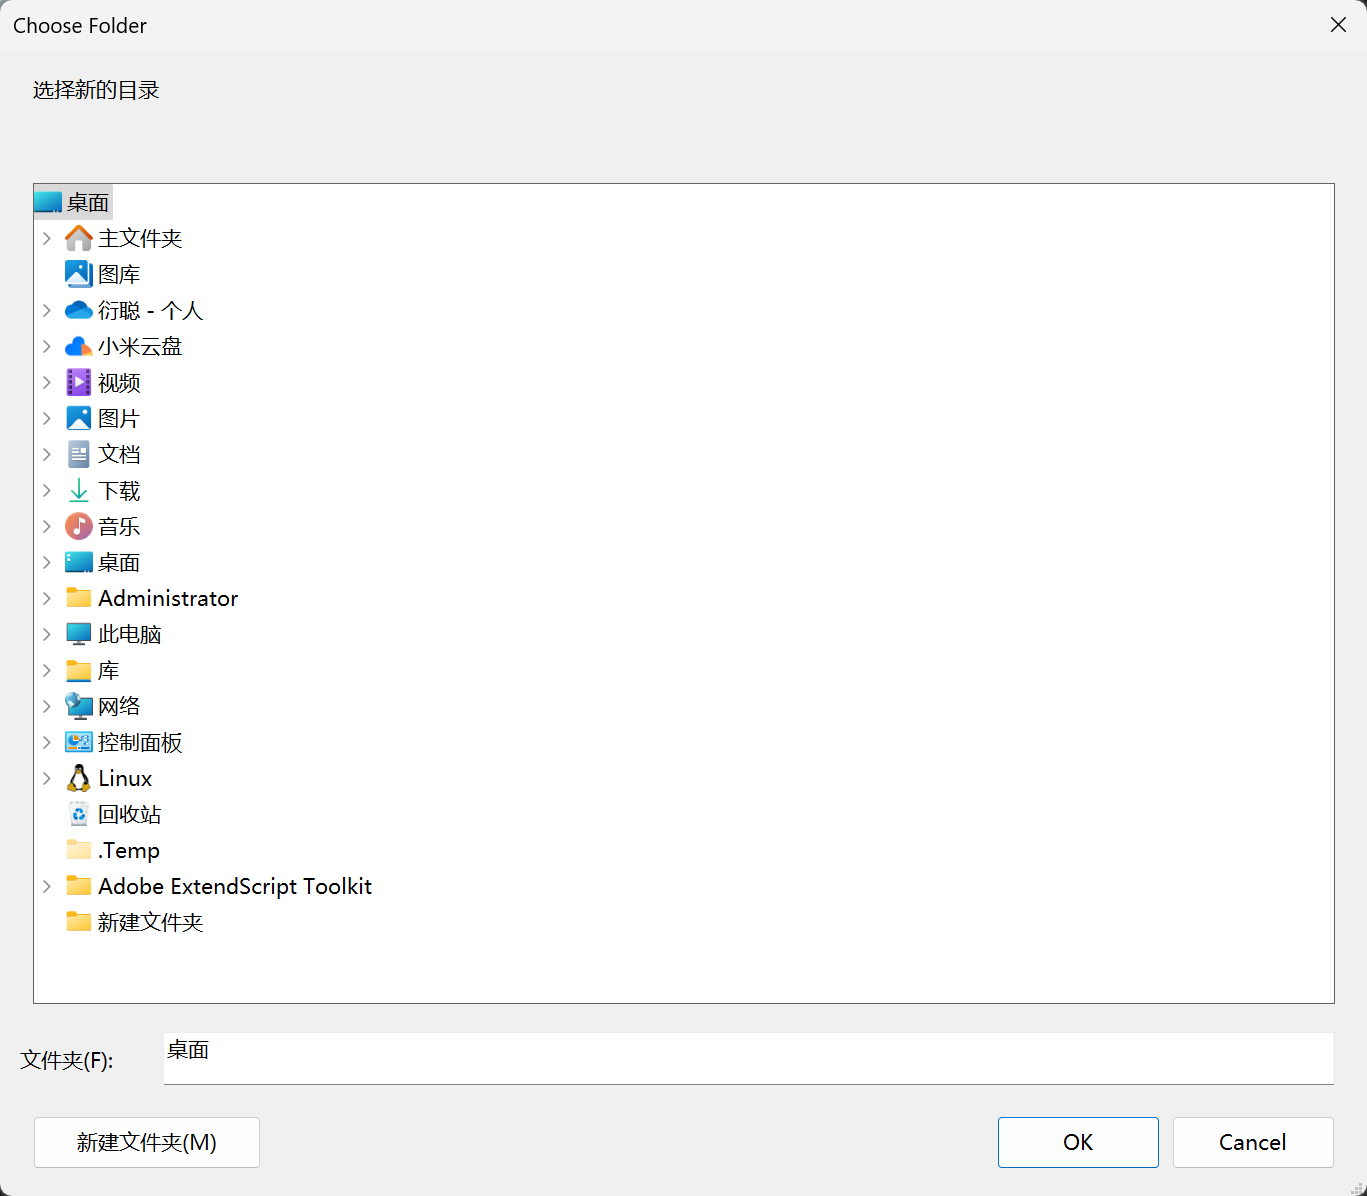 Choose Folder
选择新的目录
桌面
主文件夹
图库
衍聪 - 个人
小米云盘
视频
图片
文档
下载
音乐
桌面
Administrator
此电脑
库
网络
控制面板
Linux
回收站
.Temp
Adobe ExtendScript Toolkit
新建文件夹
文件夹(F):
桌面
新建文件夹(M)
OK
Cancel